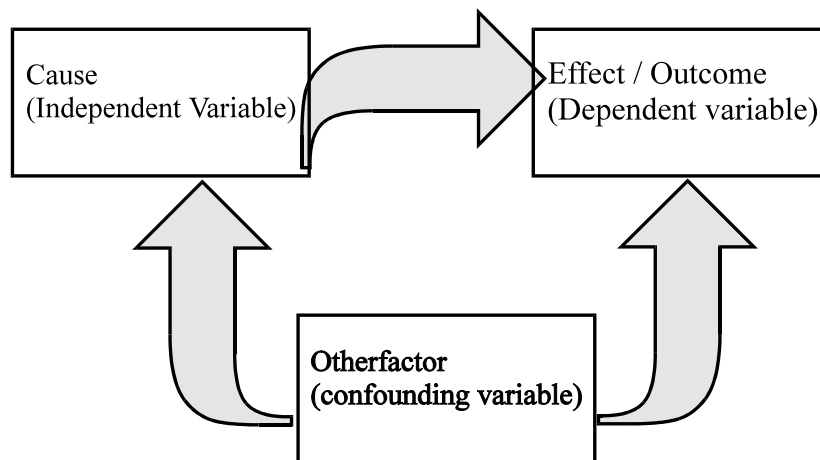 Cause
(Independent Variable)
Effect / Outcome
(Dependent variable)
Otherfactor
(confounding variable)